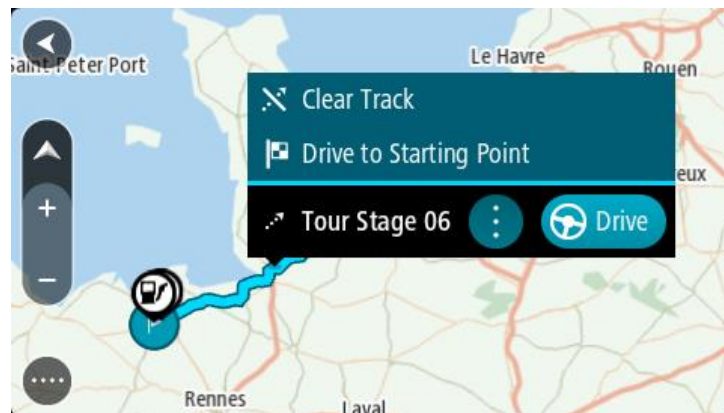 Saint Peter Port
Le Havre
Rouen
Clear Track
Drive to Starting Point
eux
Tour Stage 06
Drive
Rennes
Laval